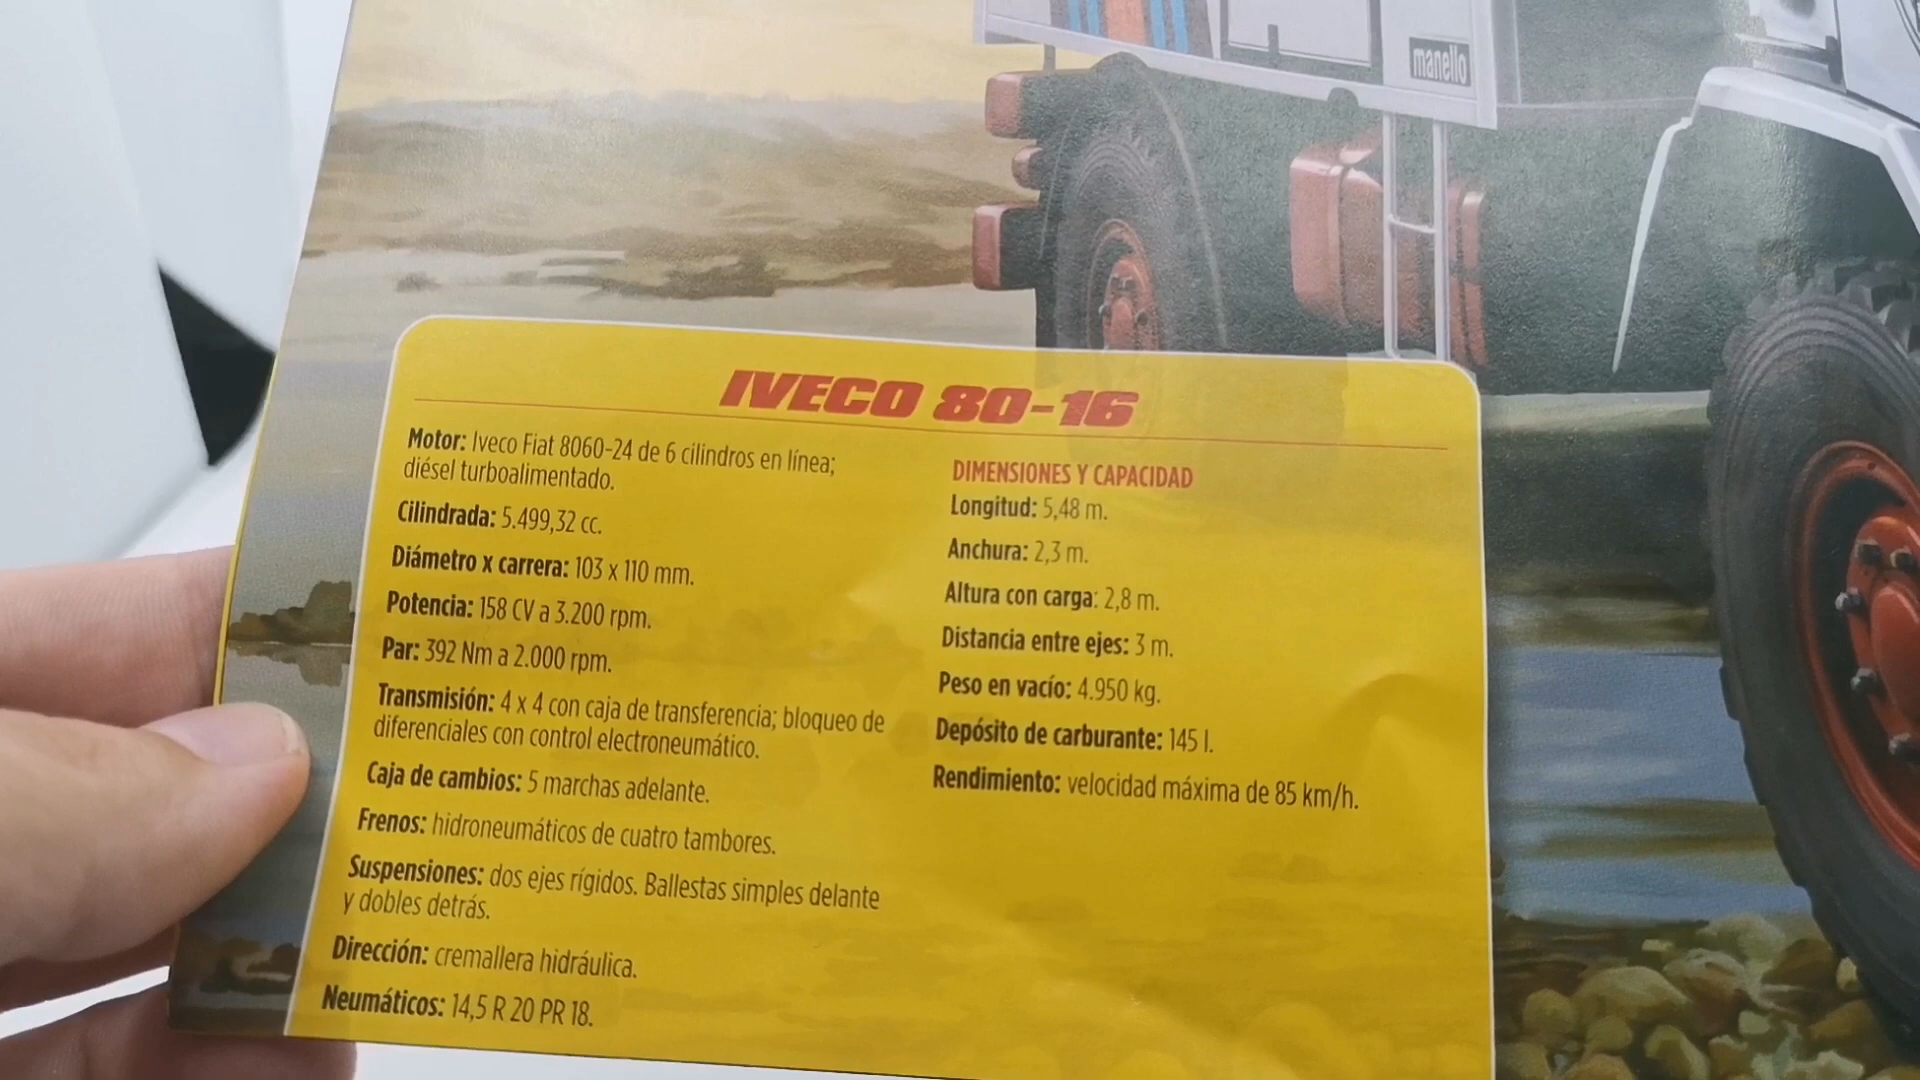 manello
IVECO 80-16
Motor: Iveco Fiat 8060-24 de 6 cilindros en línea;
diésel turboalimentado.
Cilindrada: 5.499,32 cc.
Diámetro x carrera: 103 x 110 mm.
Potencia: 158 CV a 3.200 rpm.
Par: 392 Nm a 2.000 rpm.
Transmisión: 4 x 4 con caja de transferencia; bloqueo de
diferenciales con control electroneumático.
Caja de cambios: 5 marchas adelante.
Frenos: hidroneumáticos de cuatro tambores.
Suspensiones: dos ejes rígidos. Ballestas simples delante
y dobles detrás.
Dirección: cremallera hidráulica.
Neumáticos: 14,5 R 20 PR 18.
DIMENSIONES Y CAPACIDAD
Longitud: 5,48 m.
Anchura: 2,3 m.
Altura con carga: 2,8 m.
Distancia entre ejes: 3 m.
Peso en vacío: 4.950 kg.
Depósito de carburante: 145 l.
Rendimiento: velocidad máxima de 85 km/h.